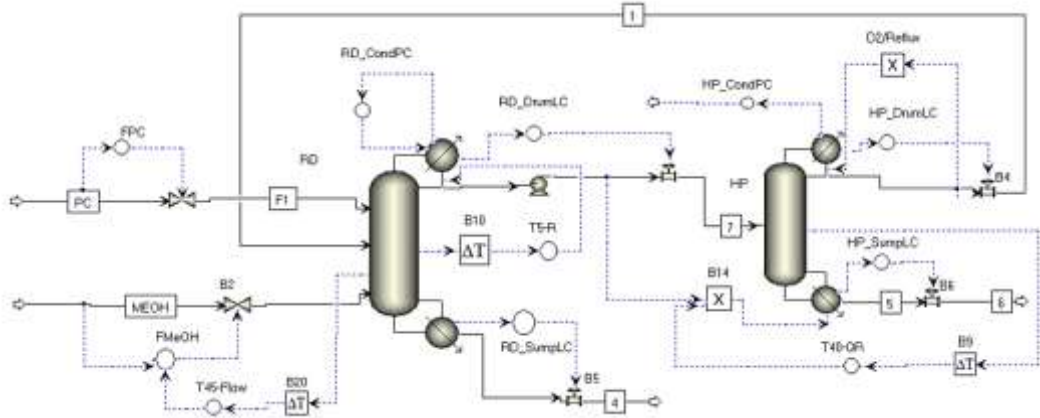 1
RD_CondPC
D2/Reflux
X
HP_CondPC
RD_DrumLC
HP_DrumLC
FPC
RD
HP
B4
PC
F1
B10
T5-R
ΔT
7
HP_SumpLC
B14
B2
B6
MEOH
X
5
6
FMeOH
RD_SumpLC
T40-QR
B9
ΔT
T45-Flow
B20
ΔT
B5
4